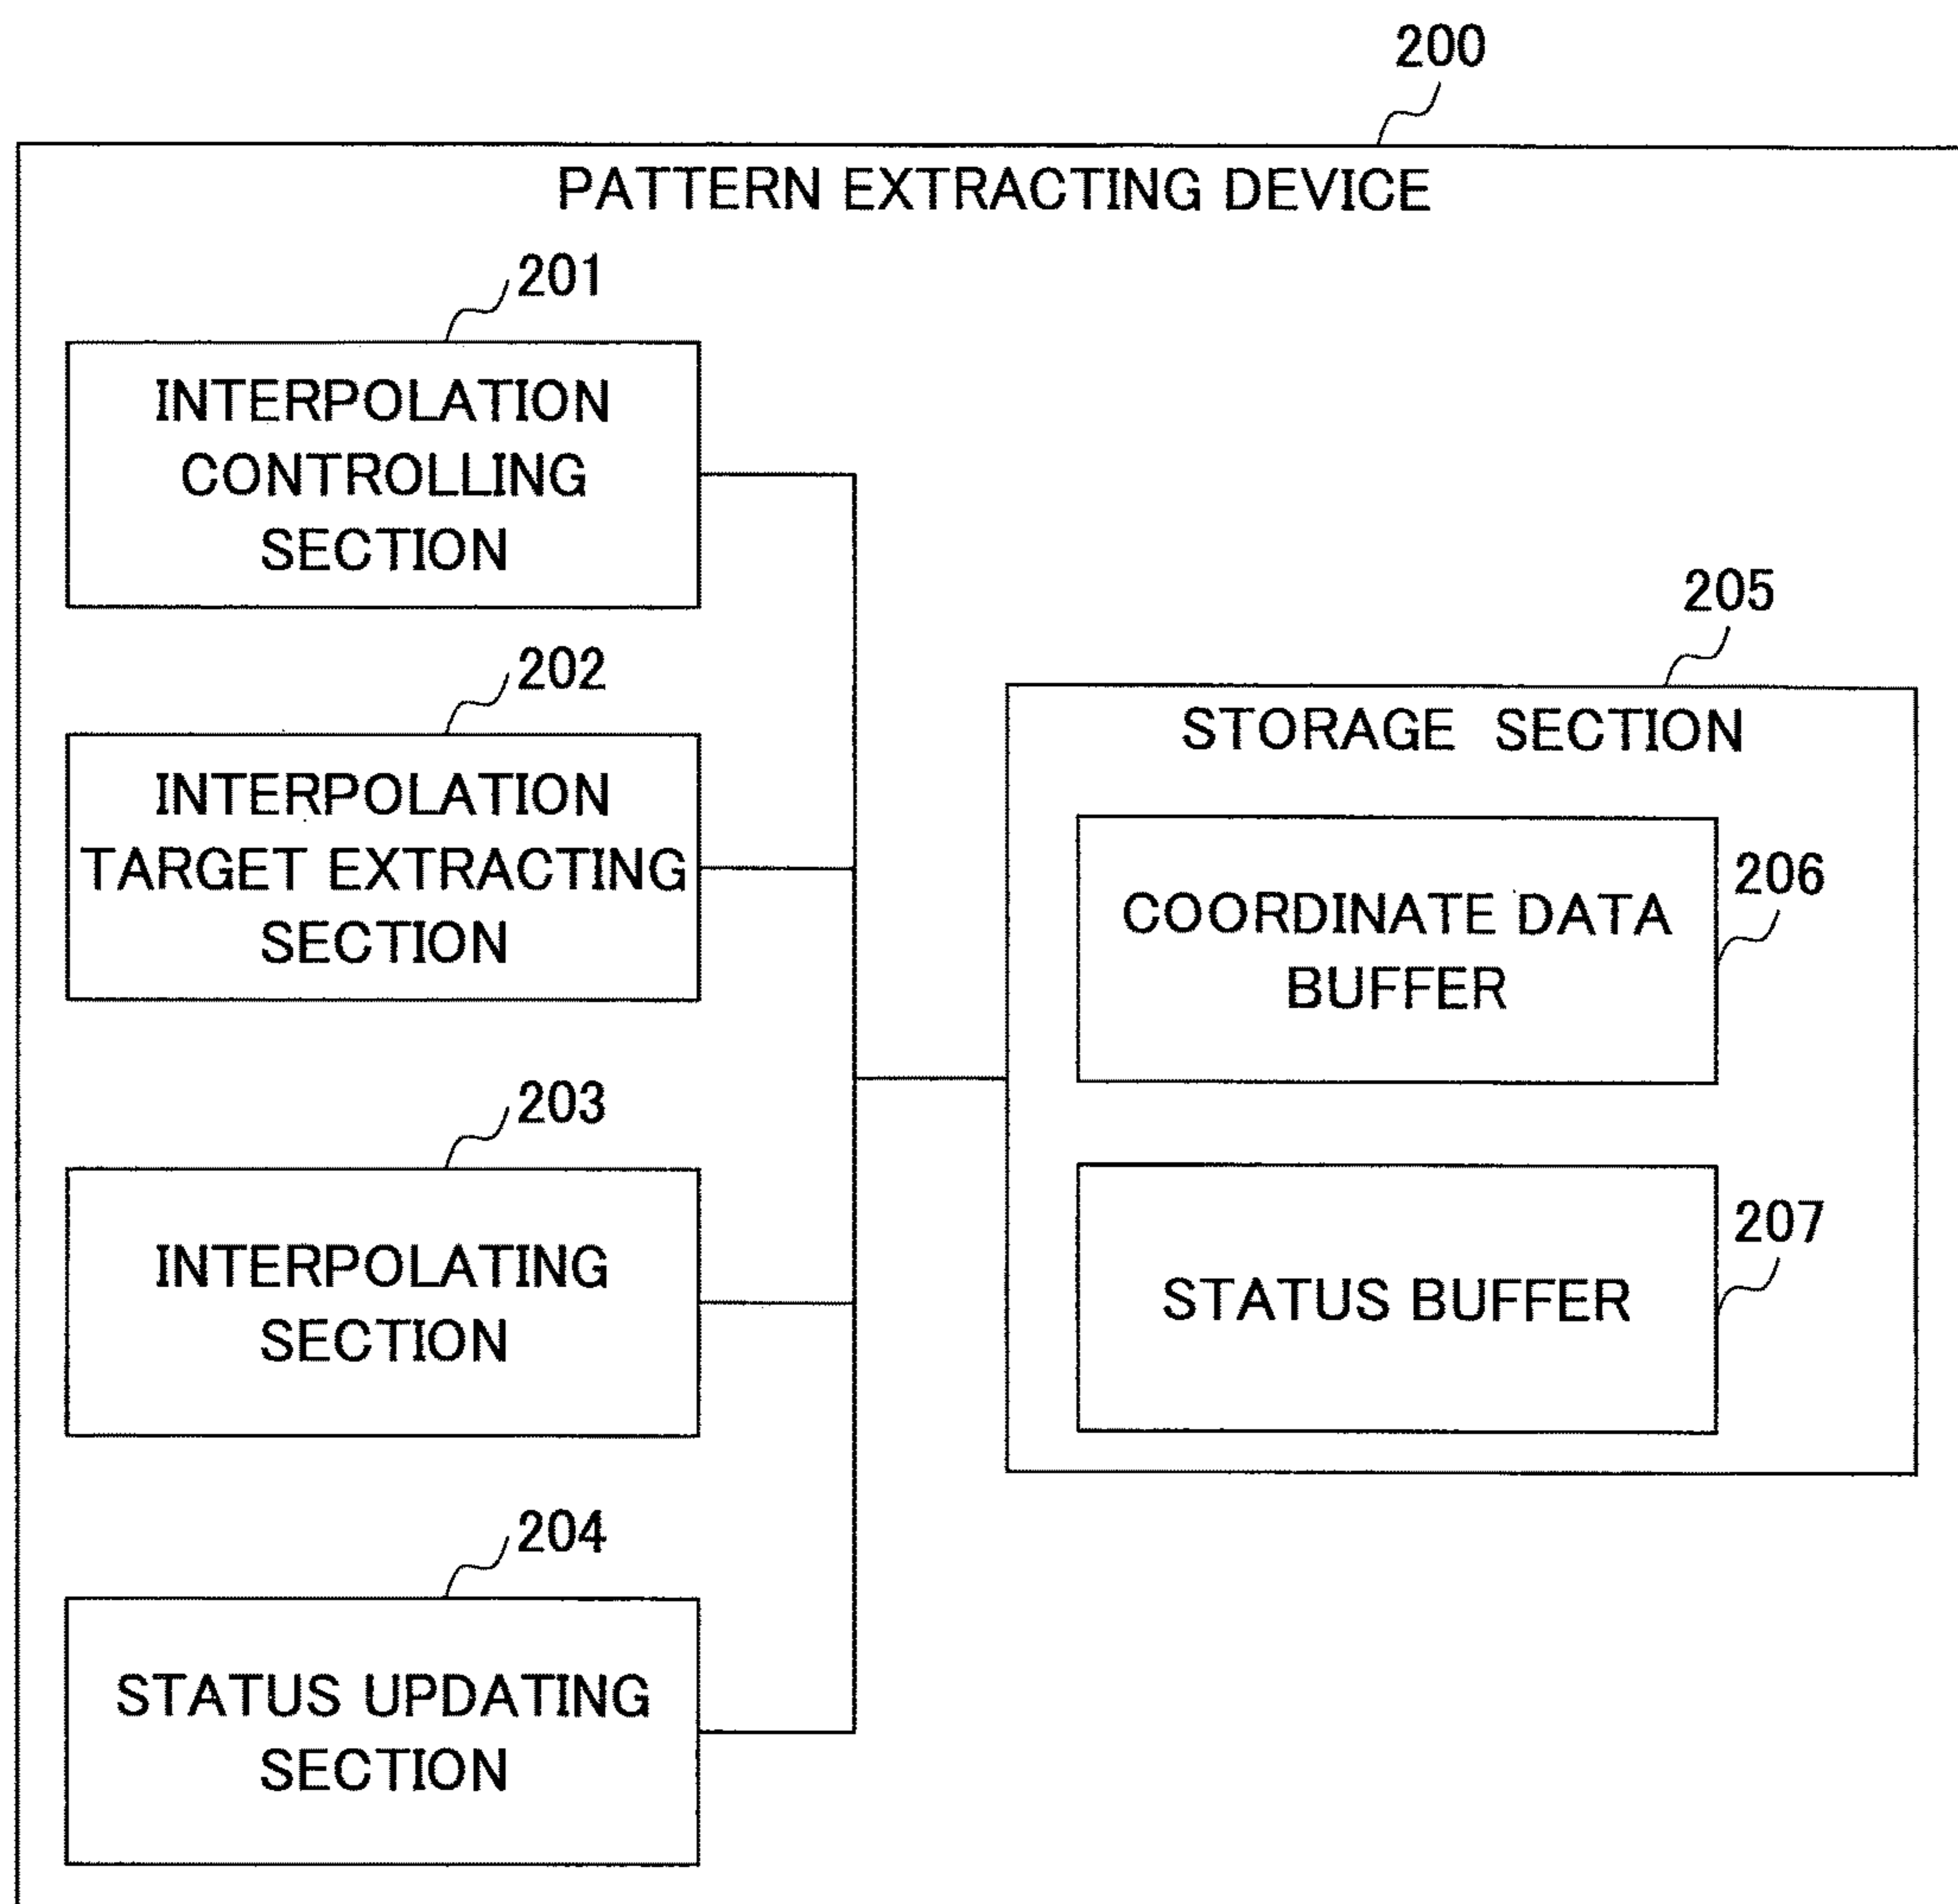 200
PATTERN EXTRACTING DEVICE
201
INTERPOLATION
CONTROLLING
SECTION
202
INTERPOLATION
TARGET EXTRACTING
SECTION
203
INTERPOLATING
SECTION
204
STATUS UPDATING
SECTION
205
STORAGE SECTION
206
COORDINATE DATA
BUFFER
207
STATUS BUFFER